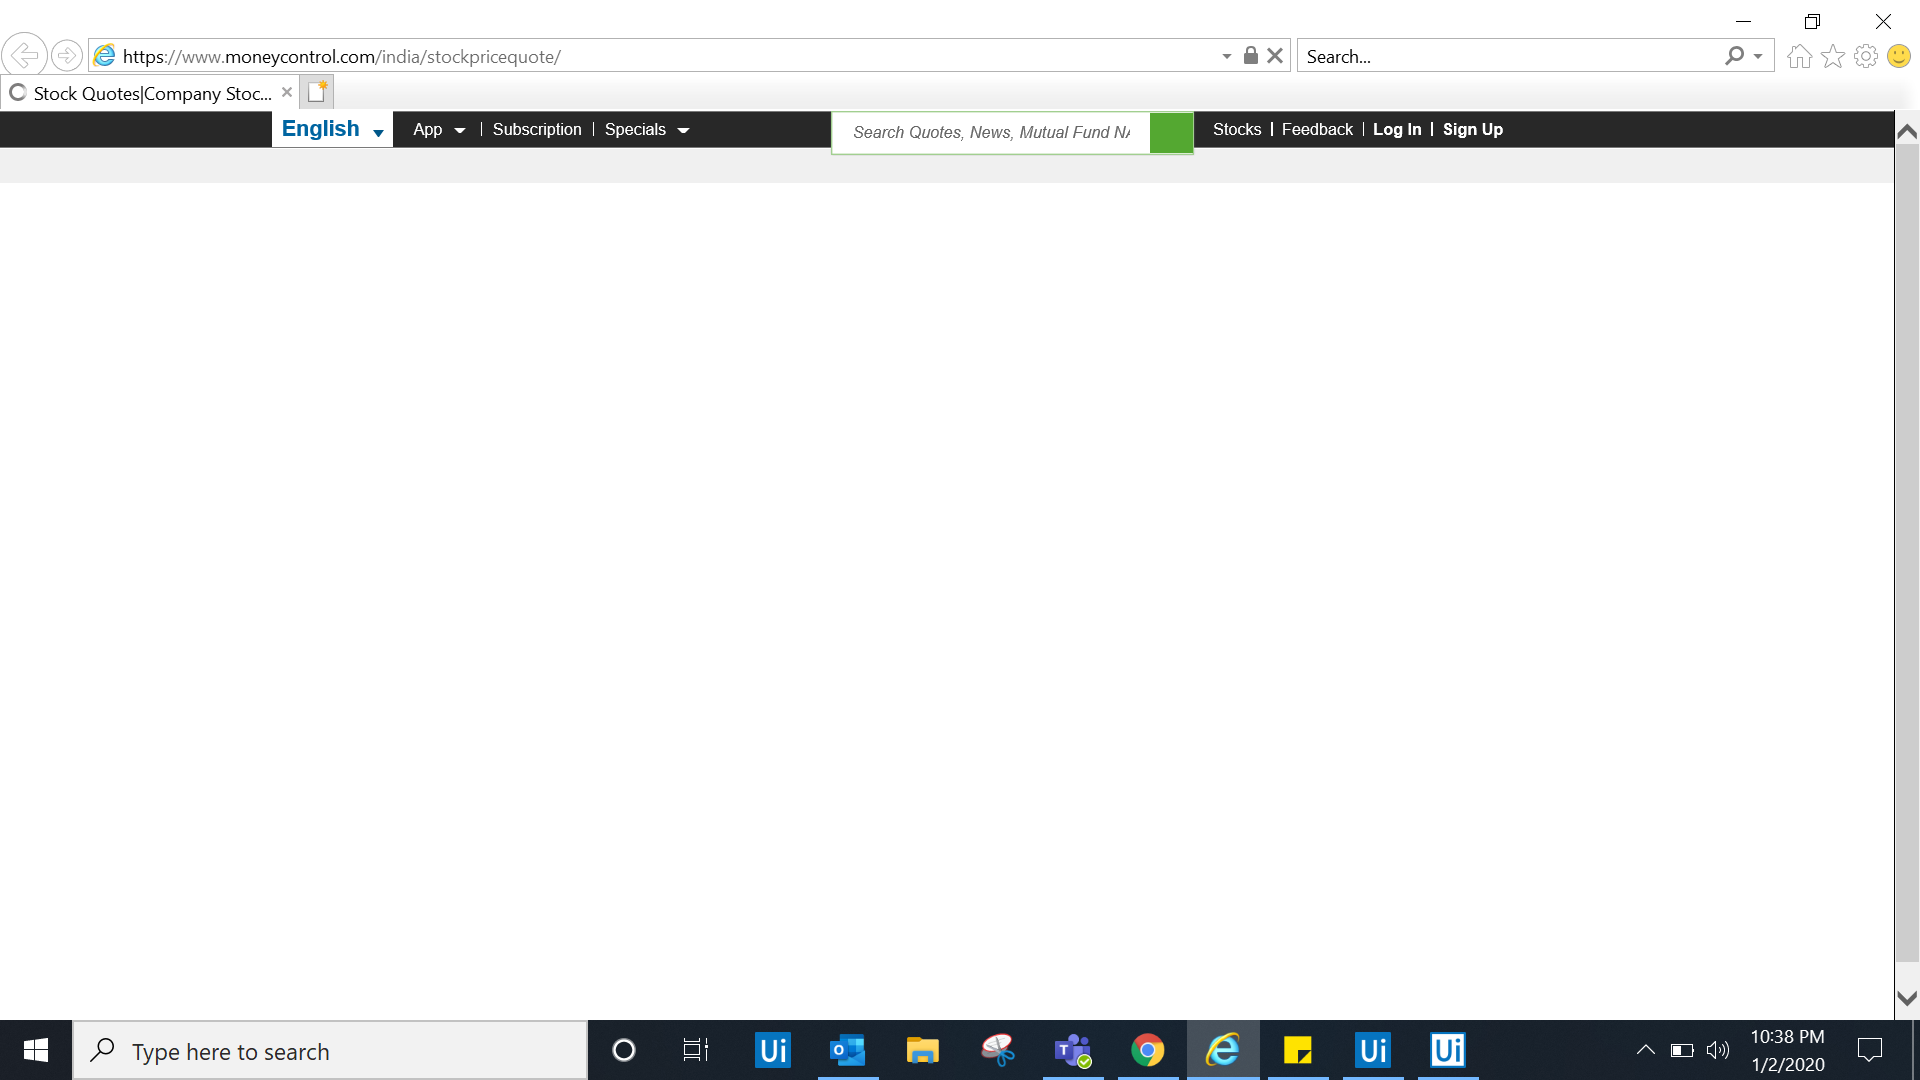 https://www.moneycontrol.com/india/stockpricequote/
Search...
Stock Quotes|Company Stoc...
English
App | Subscription | Specials
Search Quotes, News, Mutual Fund NA
Stocks | Feedback | Log In | Sign Up
Type here to search
Ui
O
T
Ui
Ui
10:38 PM
1/2/2020